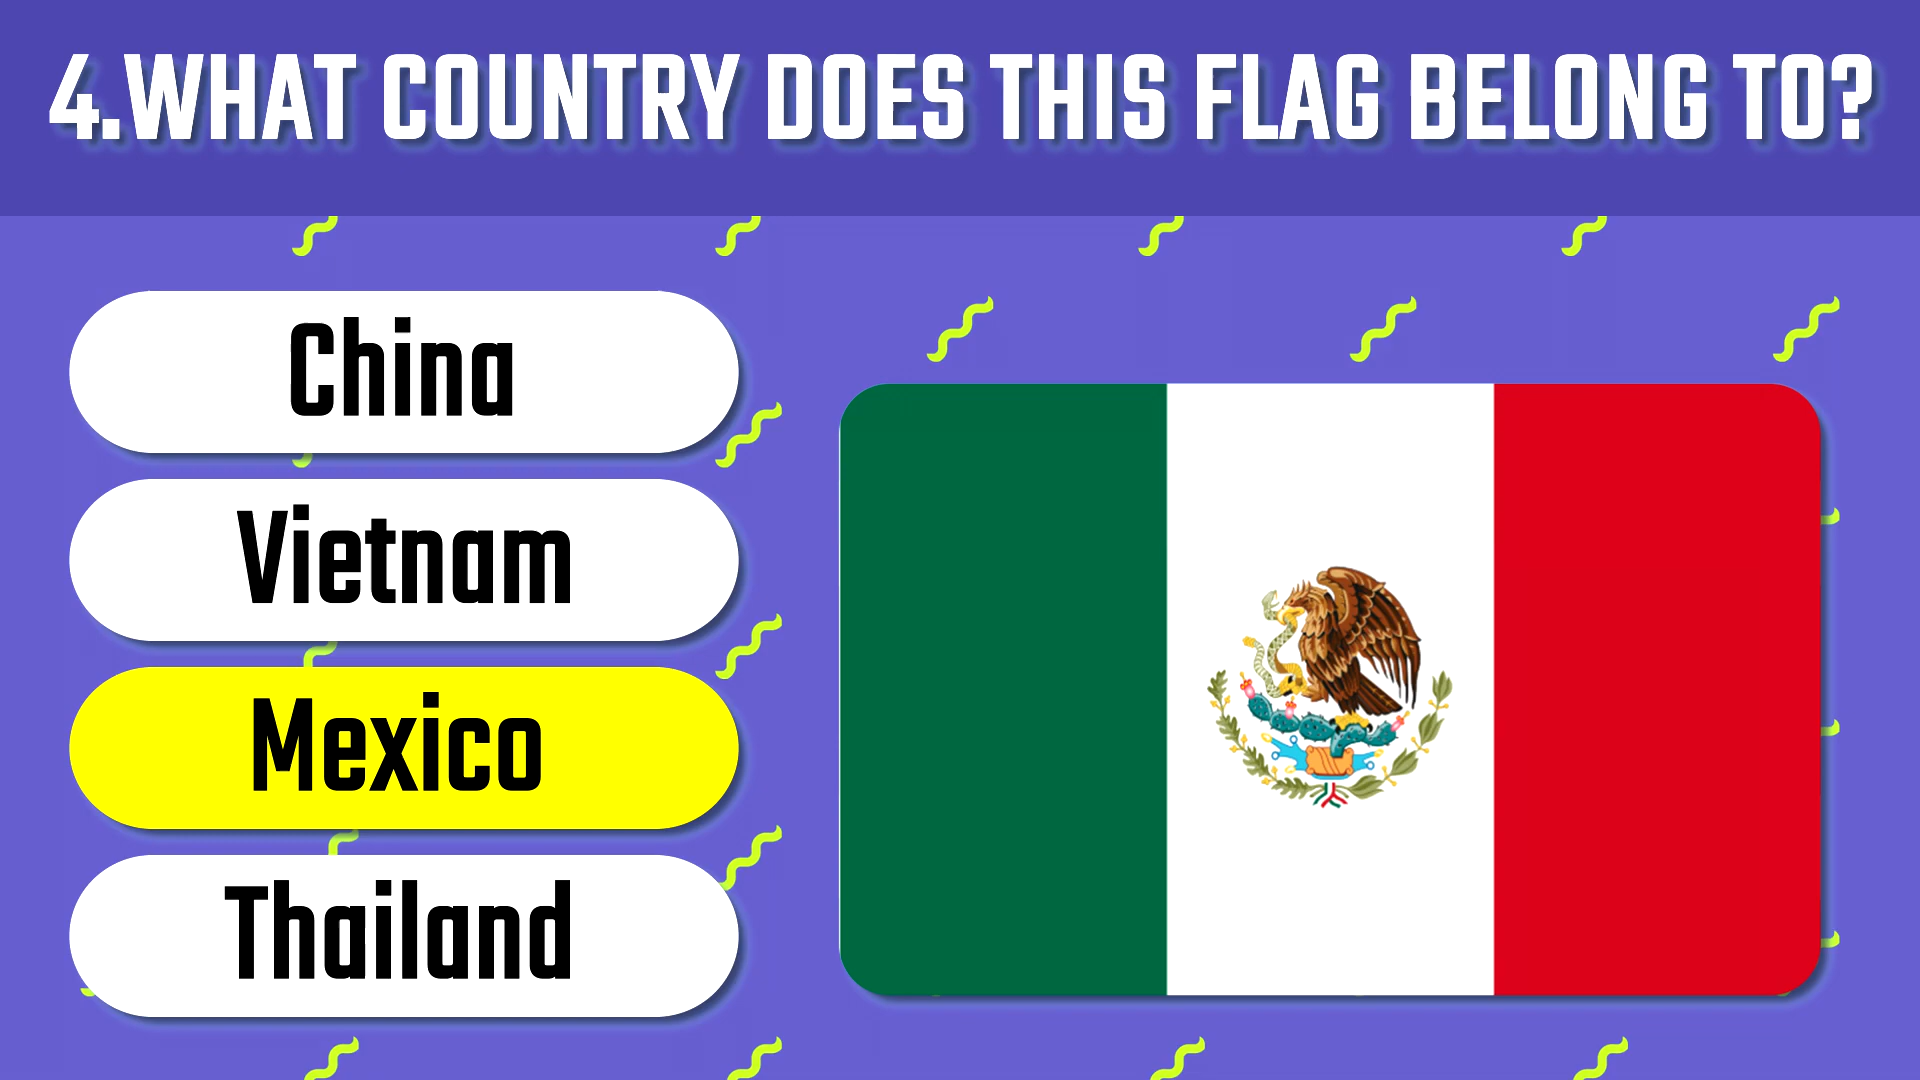 4.WHAT COUNTRY DOES THIS FLAG BELONG TO?
China
Vietnam
Mexico
Thailand